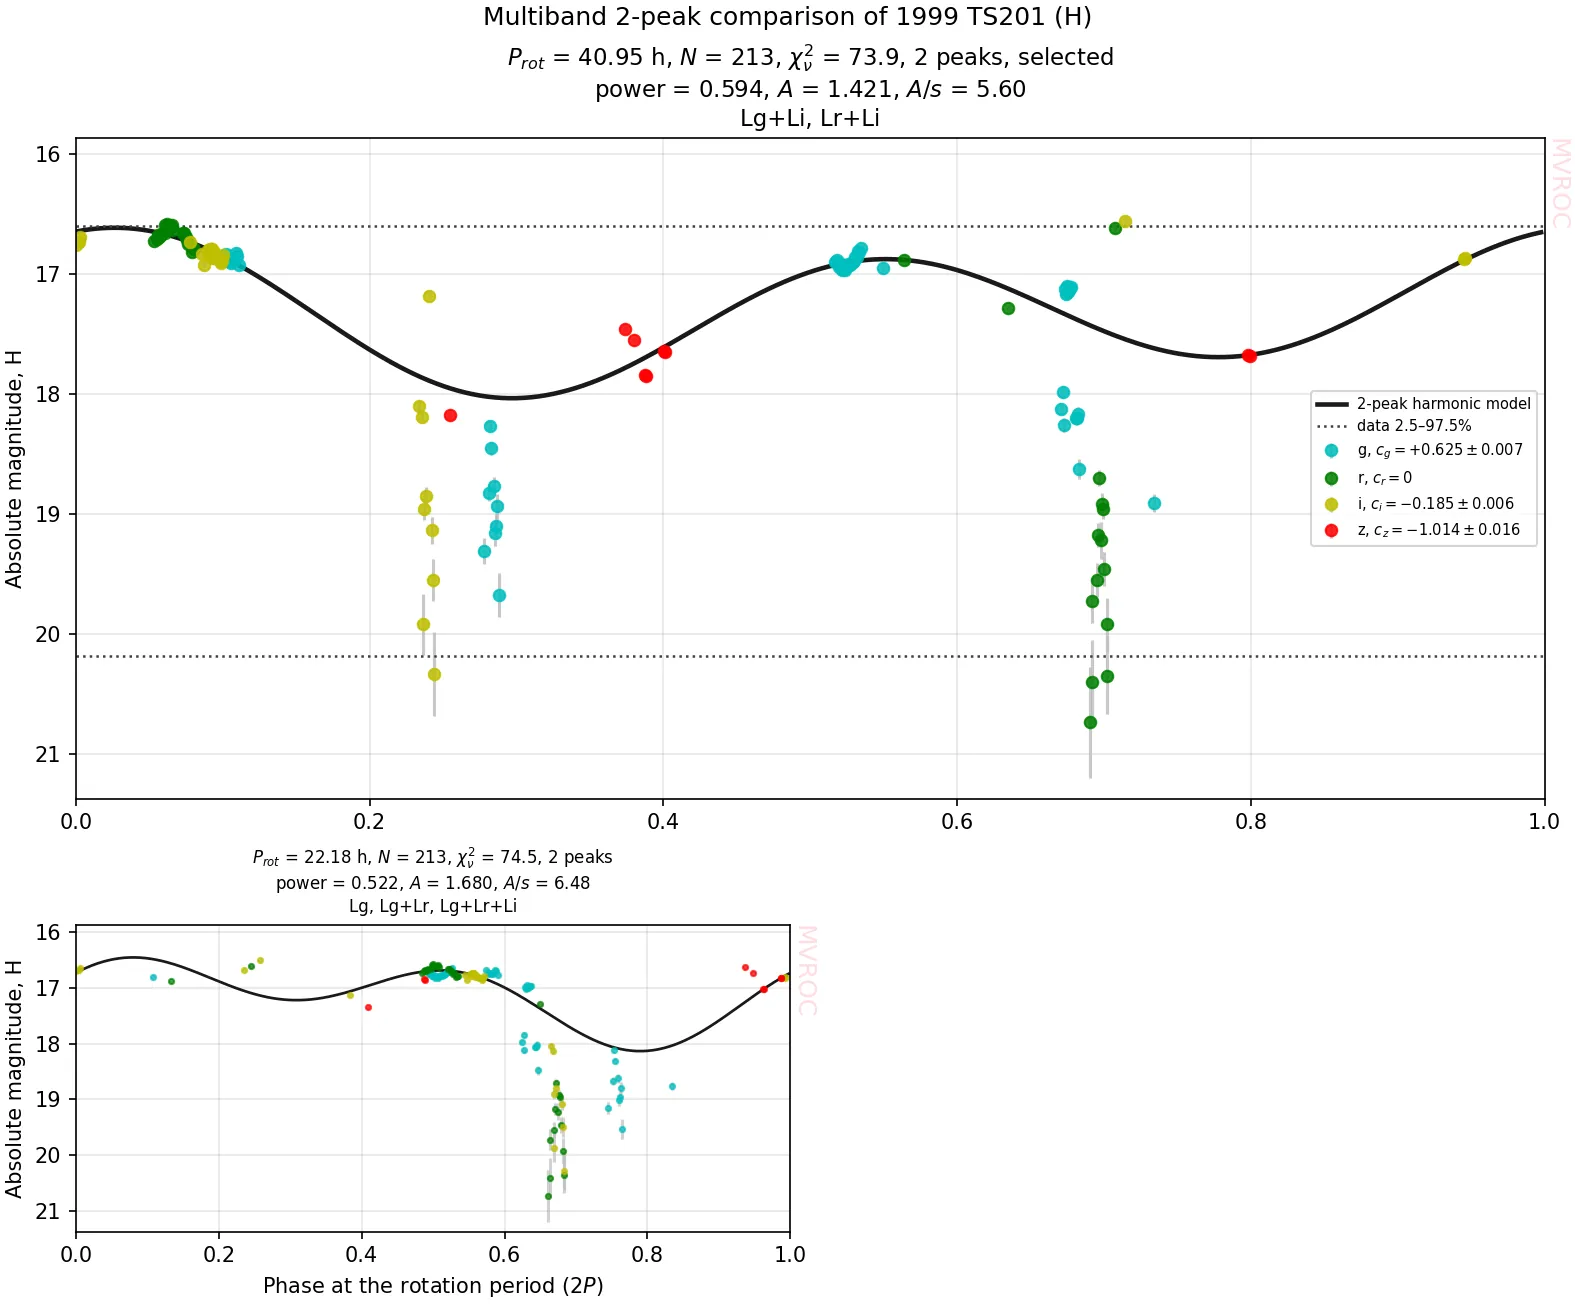 Multiband 2-peak comparison of 1999 TS201 (H)
P_rot = 40.95 h, N = 213, χ²_ν = 73.9, 2 peaks, selected
power = 0.594, A = 1.421, A/s = 5.60
Lg+Li, Lr+Li
MVROC
Absolute magnitude, H
16
17
18
19
20
21
2-peak harmonic model
data 2.5–97.5%
g, c_g = +0.625 ± 0.007
r, c_r = 0
i, c_i = −0.185 ± 0.006
z, c_z = −1.014 ± 0.016
0.0 0.2 0.4 0.6 0.8 1.0
P_rot = 22.18 h, N = 213, χ²_ν = 74.5, 2 peaks
power = 0.522, A = 1.680, A/s = 6.48
Lg, Lg+Lr, Lg+Lr+Li
MVROC
Absolute magnitude, H
16
17
18
19
20
21
0.0 0.2 0.4 0.6 0.8 1.0
Phase at the rotation period (2P)